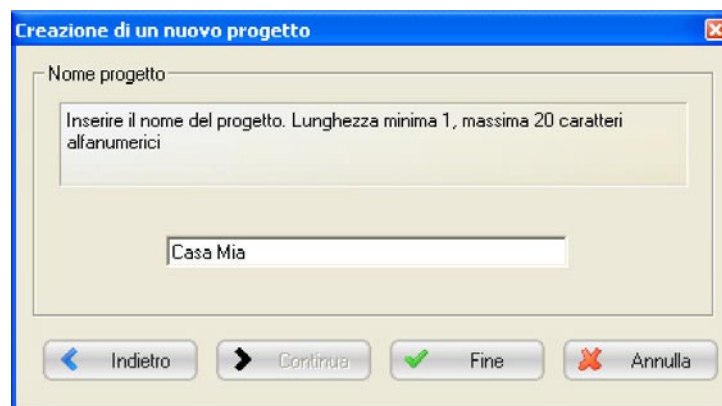 Creazione di un nuovo progetto
Nome progetto
Inserire il nome del progetto. Lunghezza minima 1, massima 20 caratteri
alfanumerici
Casa Mia
Indietro
Continua
Fine
Annulla